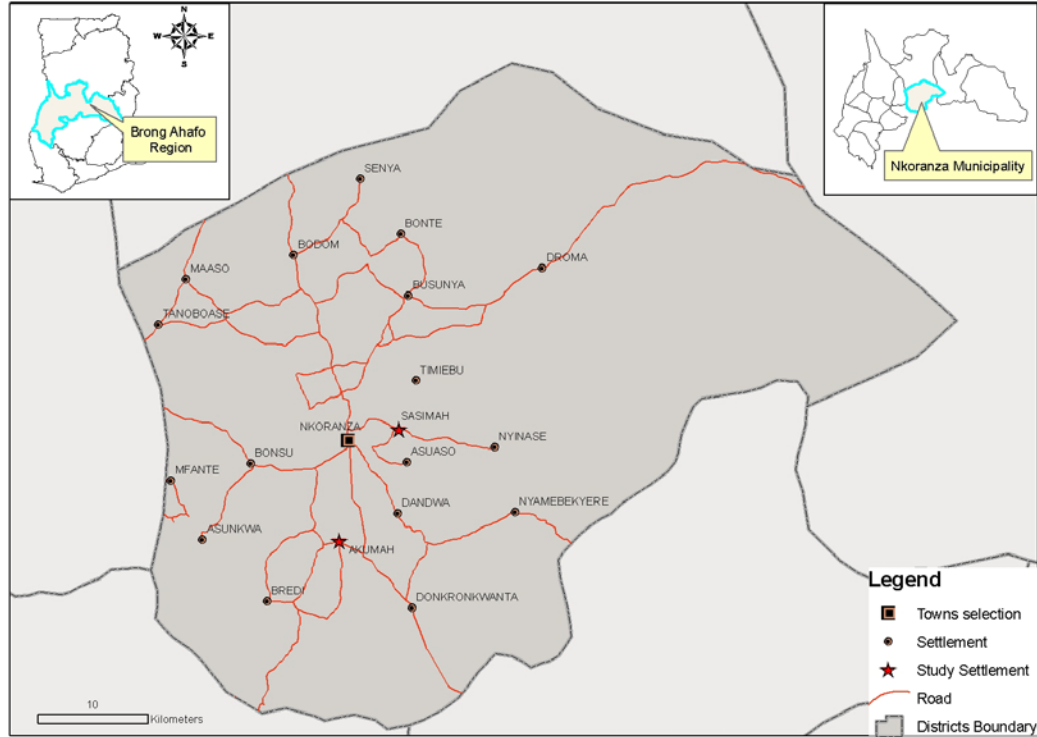 N
W
E
S
Brong Ahafo
Region
Nkoranza Municipality
SENYA
BONTE
BODOM
DROMA
MAASO
BUSUNYA
TANOBOASE
TIMIEBU
SASIMAH
NKORANZA
NYINASE
BONSU
ASUASO
MFANTE
DANDWA
NYAMEBEKYERE
ASUNKWA
AKUMAH
BREDI
DONKRONKWANTA
Legend
Towns selection
Settlement
Study Settlement
Road
Districts Boundary
10
Kilometers